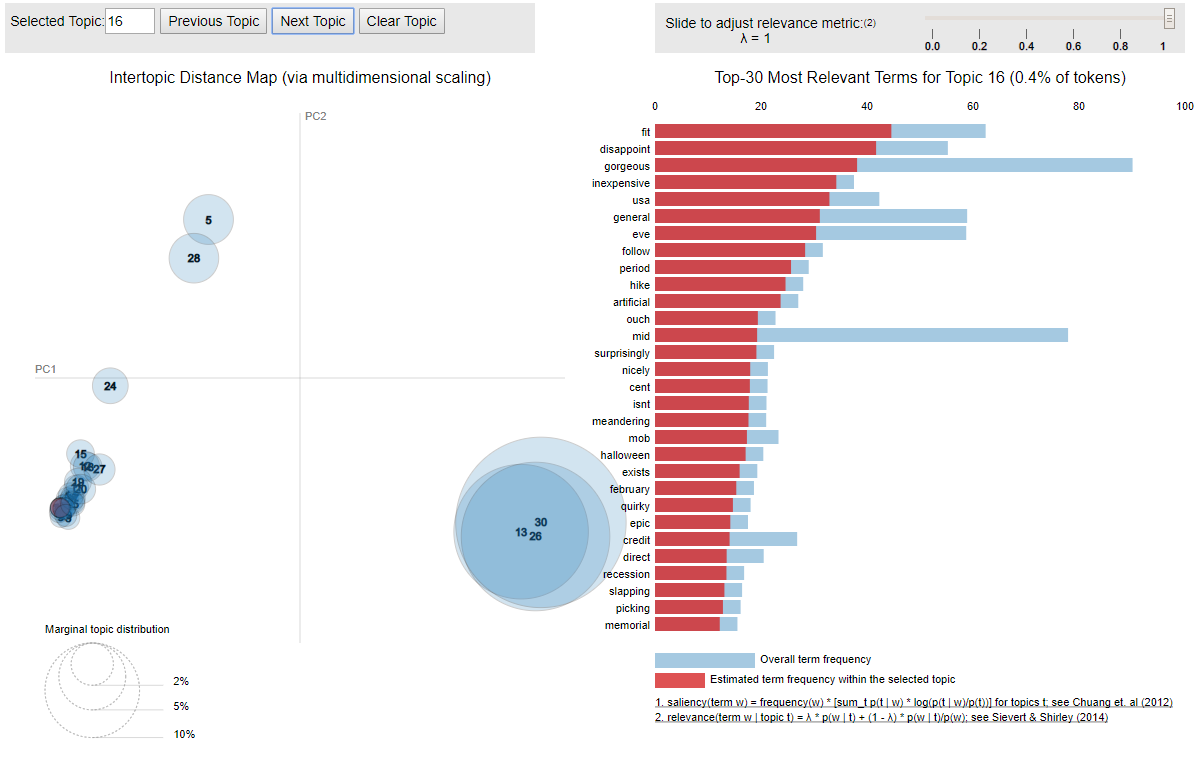 Selected Topic: 16 Previous Topic Next Topic Clear Topic
Slide to adjust relevance metric:(2)
λ = 1
0.0 0.2 0.4 0.6 0.8 1
Intertopic Distance Map (via multidimensional scaling)
PC2
PC1
5
28
24
15
27
20
30
13
26
Marginal topic distribution
2%
5%
10%
Top-30 Most Relevant Terms for Topic 16 (0.4% of tokens)
0 20 40 60 80 100
fit
disappoint
gorgeous
inexpensive
usa
general
eve
follow
period
hike
artificial
ouch
mid
surprisingly
nicely
cent
isnt
meandering
mob
halloween
exists
february
quirky
epic
credit
direct
recession
slapping
picking
memorial
Overall term frequency
Estimated term frequency within the selected topic
1. saliency(term w) = frequency(w) * [sum_t p(t | w) * log(p(t | w)/p(t))] for topics t; see Chuang et. al (2012)
2. relevance(term w | topic t) = λ * p(w | t) + (1 - λ) * p(w | t)/p(w); see Sievert & Shirley (2014)